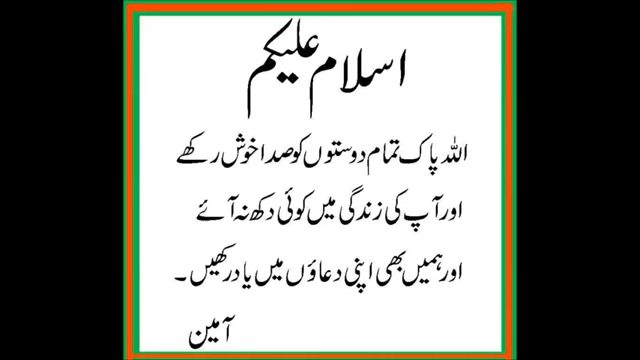 اسلام علیکم
اللہ پاک تمام دوستوں کو صدا خوش رکھے
اور آپ کی زندگی میں کوئی دکھ نہ آئے
اور ہمیں بھی اپنی دعاؤں میں یاد رکھیں۔
آمین